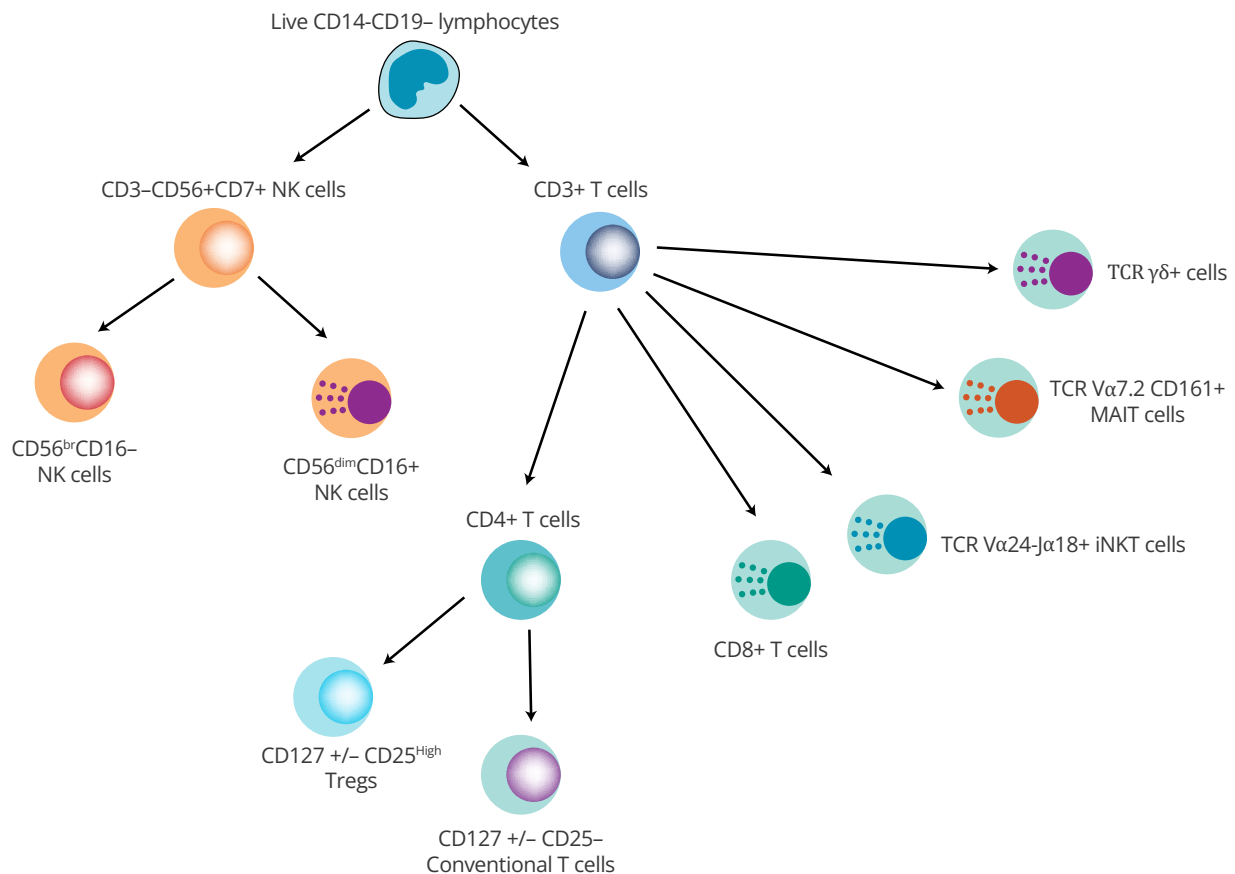 Live CD14-CD19– lymphocytes
CD3–CD56+CD7+ NK cells
CD3+ T cells
TCR γδ+ cells
TCR Vα7.2 CD161+
MAIT cells
CD56brCD16–
NK cells
CD56dimCD16+
NK cells
CD4+ T cells
TCR Vα24-Jα18+ iNKT cells
CD8+ T cells
CD127 +/– CD25High
Tregs
CD127 +/– CD25–
Conventional T cells